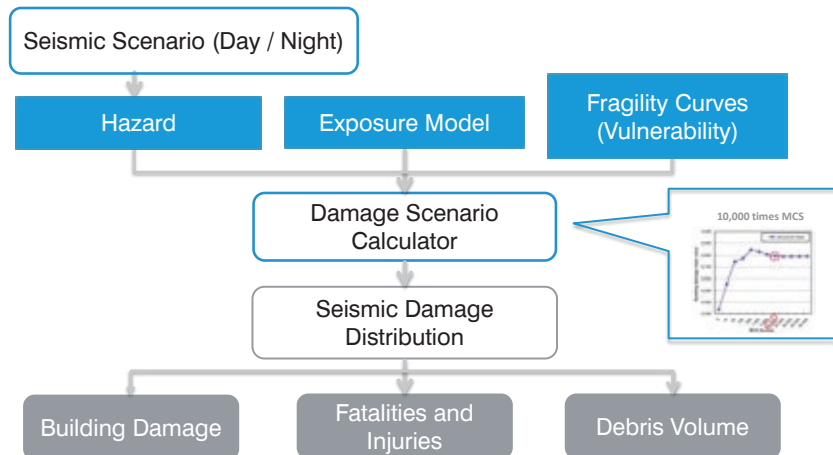 Seismic Scenario (Day / Night)
Hazard
Exposure Model
Fragility Curves
(Vulnerability)
Damage Scenario
Calculator
10,000 times MCS
Seismic Damage
Distribution
Building Damage
Fatalities and
Injuries
Debris Volume